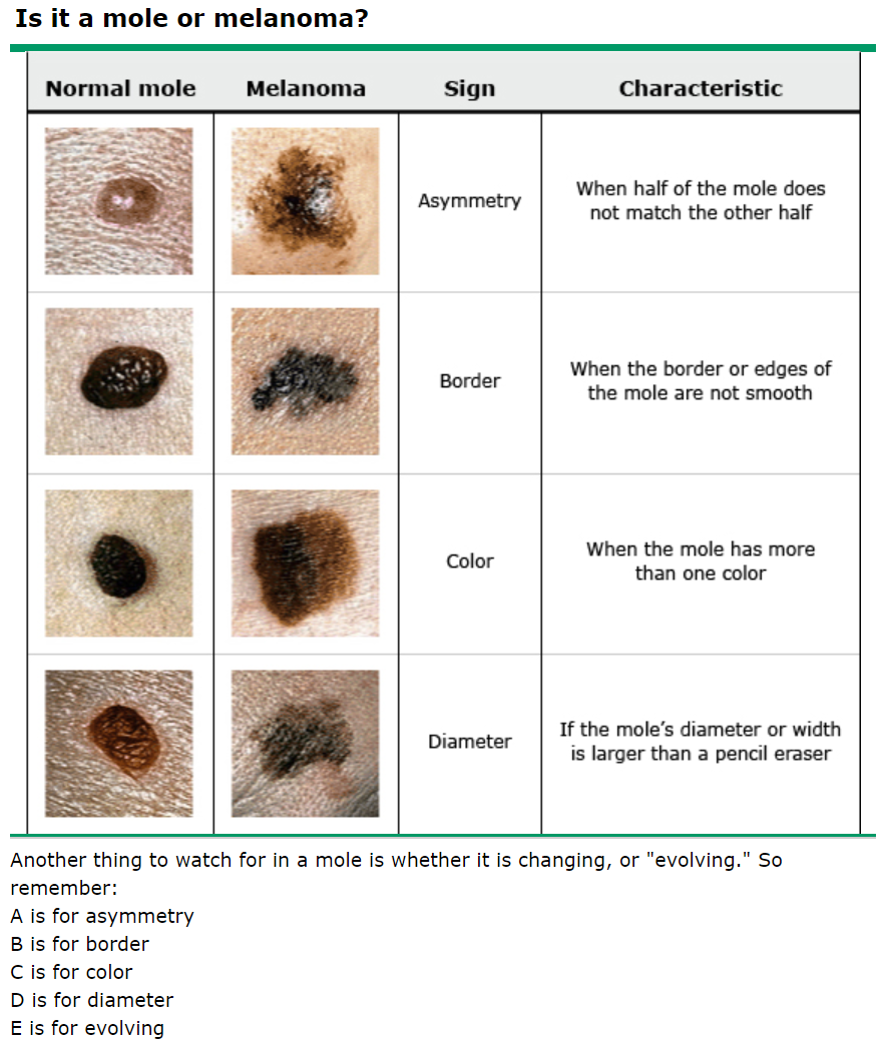 Is it a mole or melanoma?
Normal mole Melanoma Sign Characteristic
Asymmetry
When half of the mole does
not match the other half
Border
When the border or edges of
the mole are not smooth
Color
When the mole has more
than one color
Diameter
If the mole's diameter or width
is larger than a pencil eraser
Another thing to watch for in a mole is whether it is changing, or "evolving." So
remember:
A is for asymmetry
B is for border
C is for color
D is for diameter
E is for evolving